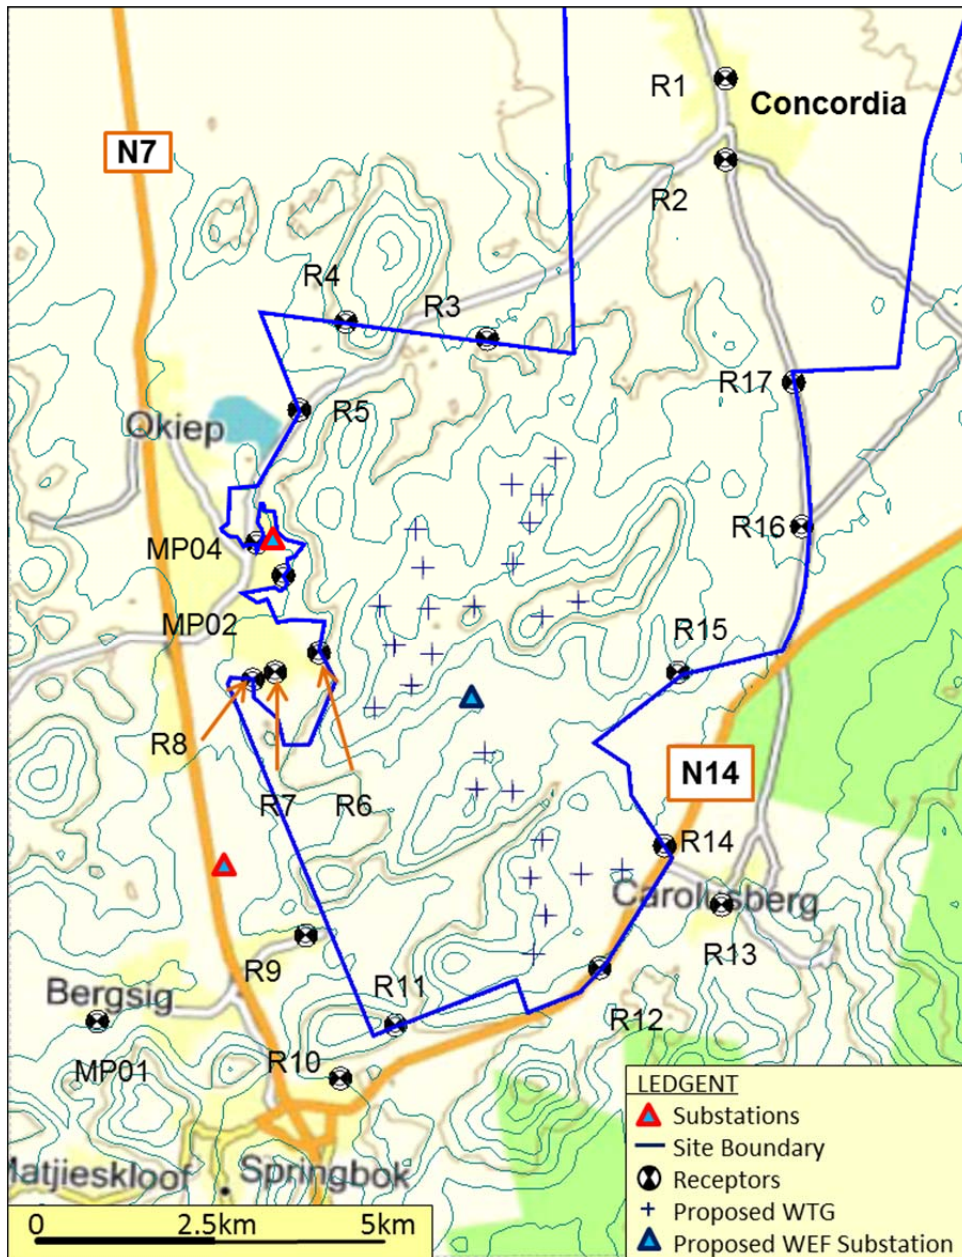 R1
Concordia
N7
R2
R4
R3
R17
Okiep
R5
R16
MP04
MP02
R15
R8
N14
R7
R6
R14
Carolusberg
R9
R13
Bergsig
R11
R12
MP01
R10
Matjieskloof
Springbok
0
2.5km
5km
LEDGENT
Substations
Site Boundary
Receptors
Proposed WTG
Proposed WEF Substation